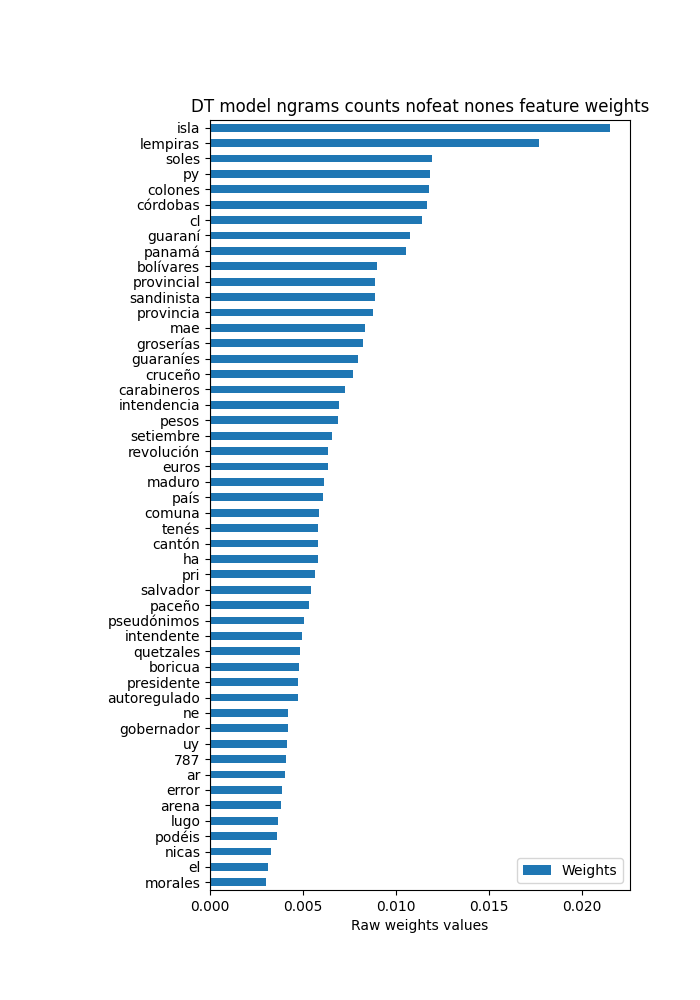 DT model ngrams counts nofeat nones feature weights
isla
lempiras
soles
py
colones
córdobas
cl
guaraní
panamá
bolívares
provincial
sandinista
provincia
mae
groserías
guaraníes
cruceño
carabineros
intendencia
pesos
setiembre
revolución
euros
maduro
país
comuna
tenés
cantón
ha
pri
salvador
paceño
pseudónimos
intendente
quetzales
boricua
presidente
autoregulado
ne
gobernador
uy
787
ar
error
arena
lugo
podéis
nicas
el
morales
Weights
0.000 0.005 0.010 0.015 0.020
Raw weights values